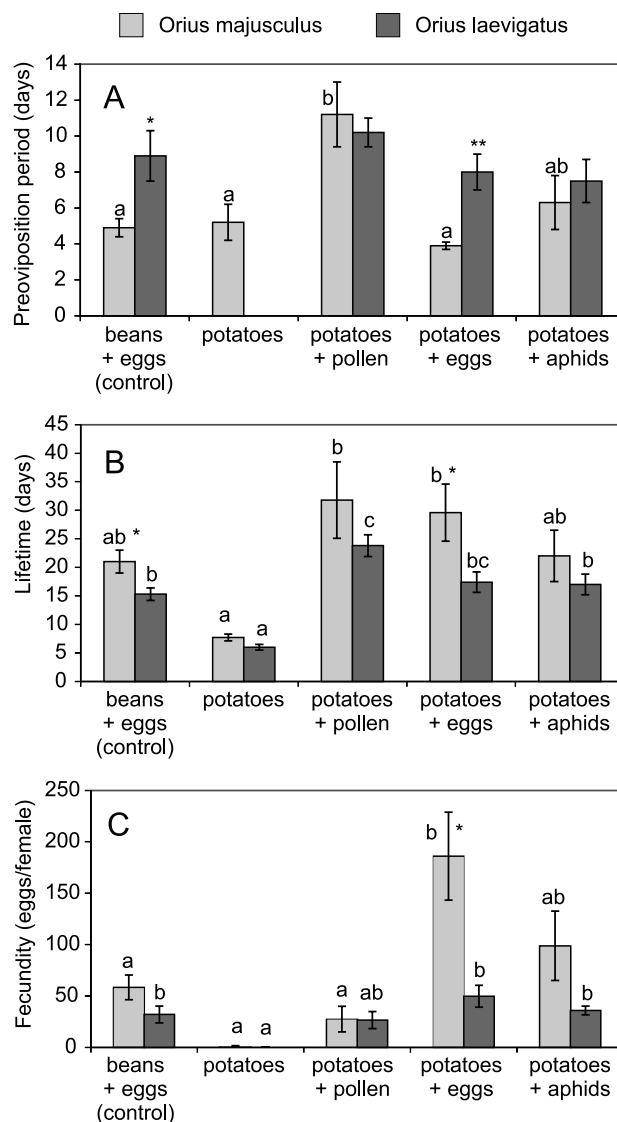 Orius majusculus Orius laevigatus
A
Preoviposition period (days)
14
12
10
8
6
4
2
0
a * a b a ** ab
beans + eggs (control)
potatoes
potatoes + pollen
potatoes + eggs
potatoes + aphids
B
Lifetime (days)
45
40
35
30
25
20
15
10
5
0
ab * b a a b c b * bc ab b
beans + eggs (control)
potatoes
potatoes + pollen
potatoes + eggs
potatoes + aphids
C
Fecundity (eggs/female)
250
200
150
100
50
0
a b a a a ab b * b ab b
beans + eggs (control)
potatoes
potatoes + pollen
potatoes + eggs
potatoes + aphids